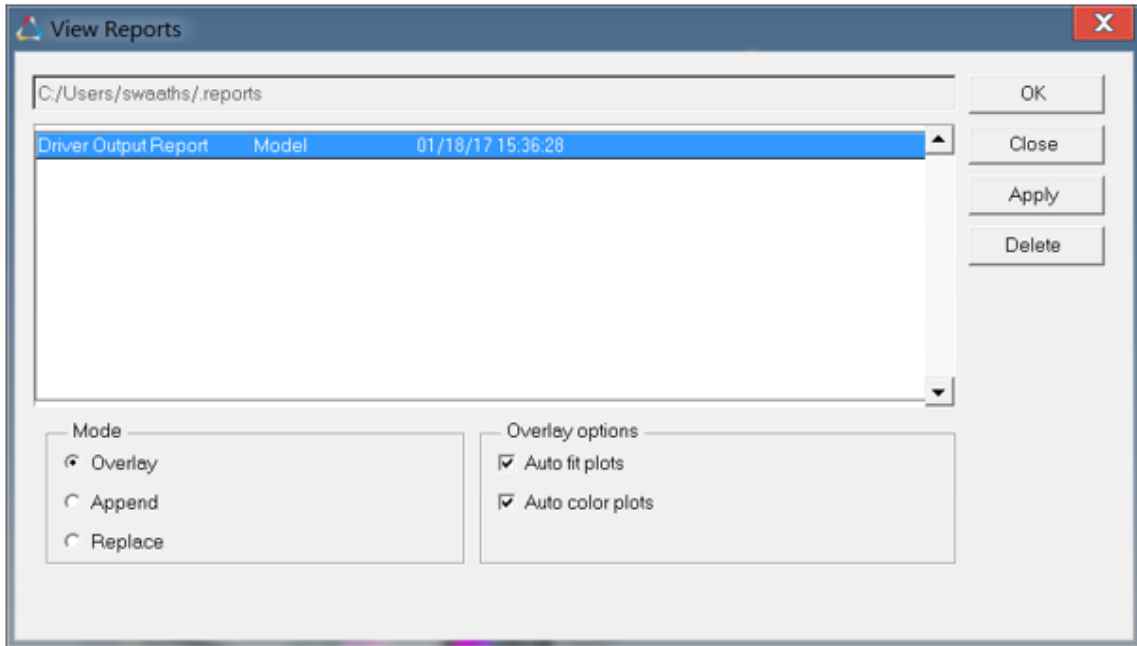 View Reports
C:/Users/swaaths/.reports
OK
Driver Output Report Model 01/18/17 15:36:28
Close
Apply
Delete
Mode
Overlay
Append
Replace
Overlay options
Auto fit plots
Auto color plots